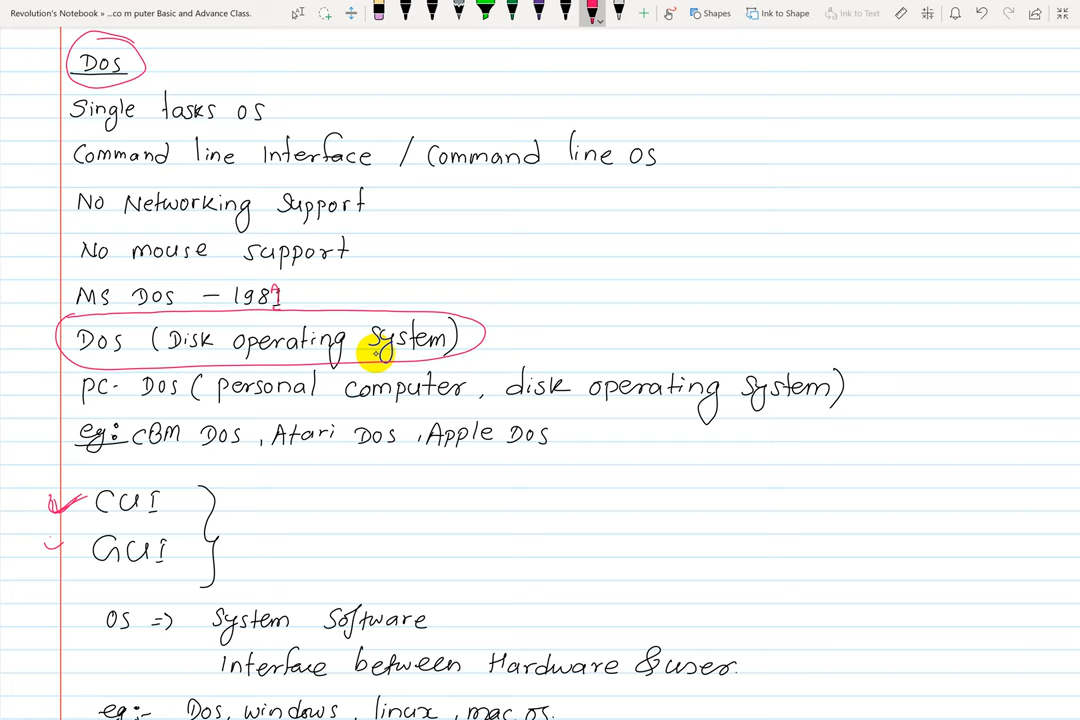 Revolution's Notebook » ...co m puter Basic and Advance Class.
Shapes
Ink to Shape
Ink to Text
DOS
Single tasks OS
Command line Interface / Command line OS
No Networking Support
No mouse support
MS DOS - 1981
DOS (Disk operating System)
PC- DOS (personal computer, disk operating System)
eg: CBM DOS, Atari DOS, Apple DOS
CUI
GUI
OS => System Software
Interface between Hardware & user.
eg:- DOS, windows, linux, mac os.